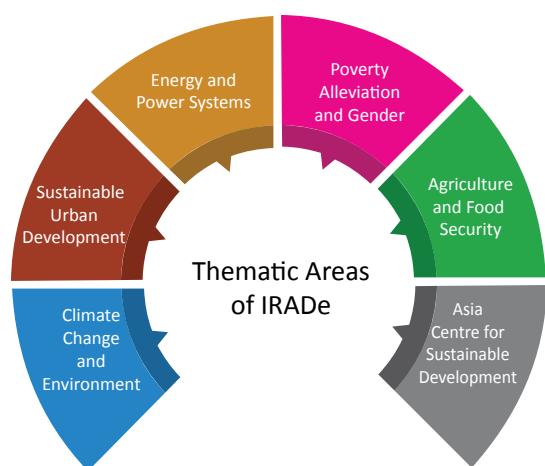 Energy and
Power Systems
Poverty
Alleviation
and Gender
Sustainable
Urban
Development
Agriculture
and Food
Security
Thematic Areas
of IRADe
Climate
Change
and
Environment
Asia
Centre for
Sustainable
Development